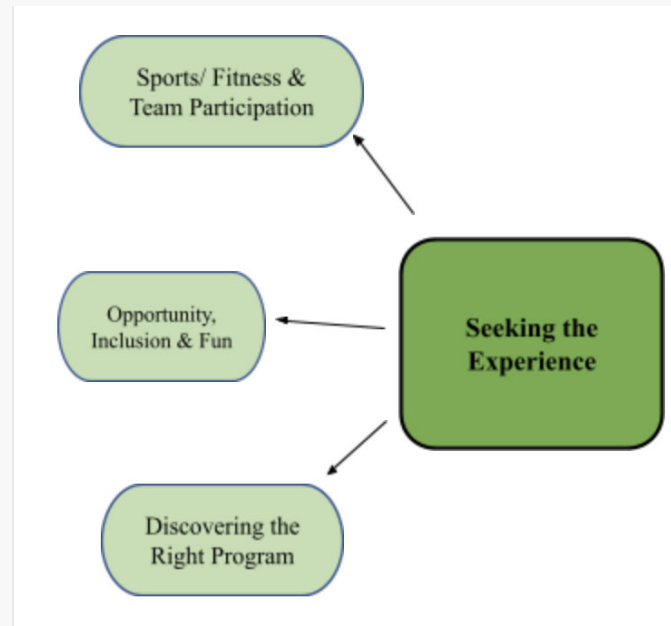 Sports/ Fitness &
Team Participation
Opportunity,
Inclusion & Fun
Seeking the
Experience
Discovering the
Right Program